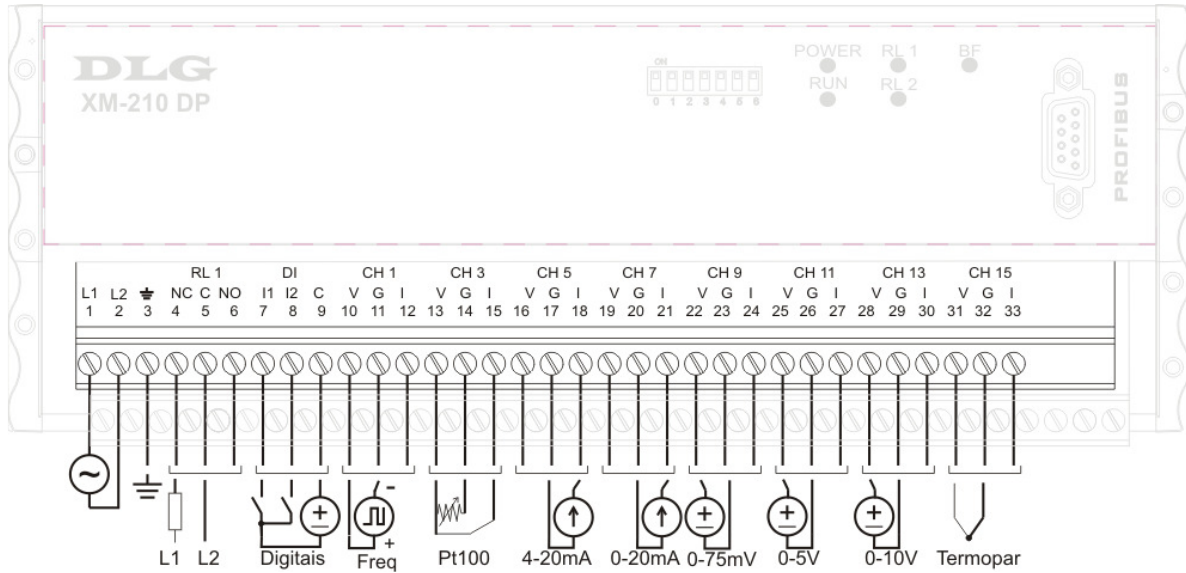 DLG
XM-210 DP
ON
0 1 2 3 4 5 6
POWER RL 1 BF
RUN RL 2
PROFIBUS
RL 1 DI CH 1 CH 3 CH 5 CH 7 CH 9 CH 11 CH 13 CH 15
L1 L2 NC C NO I1 I2 C V G I V G I V G I V G I V G I V G I V G I V G I
1 2 3 4 5 6 7 8 9 10 11 12 13 14 15 16 17 18 19 20 21 22 23 24 25 26 27 28 29 30 31 32 33
L1 L2 Digitais Freq Pt100 4-20mA 0-20mA 0-75mV 0-5V 0-10V Termopar